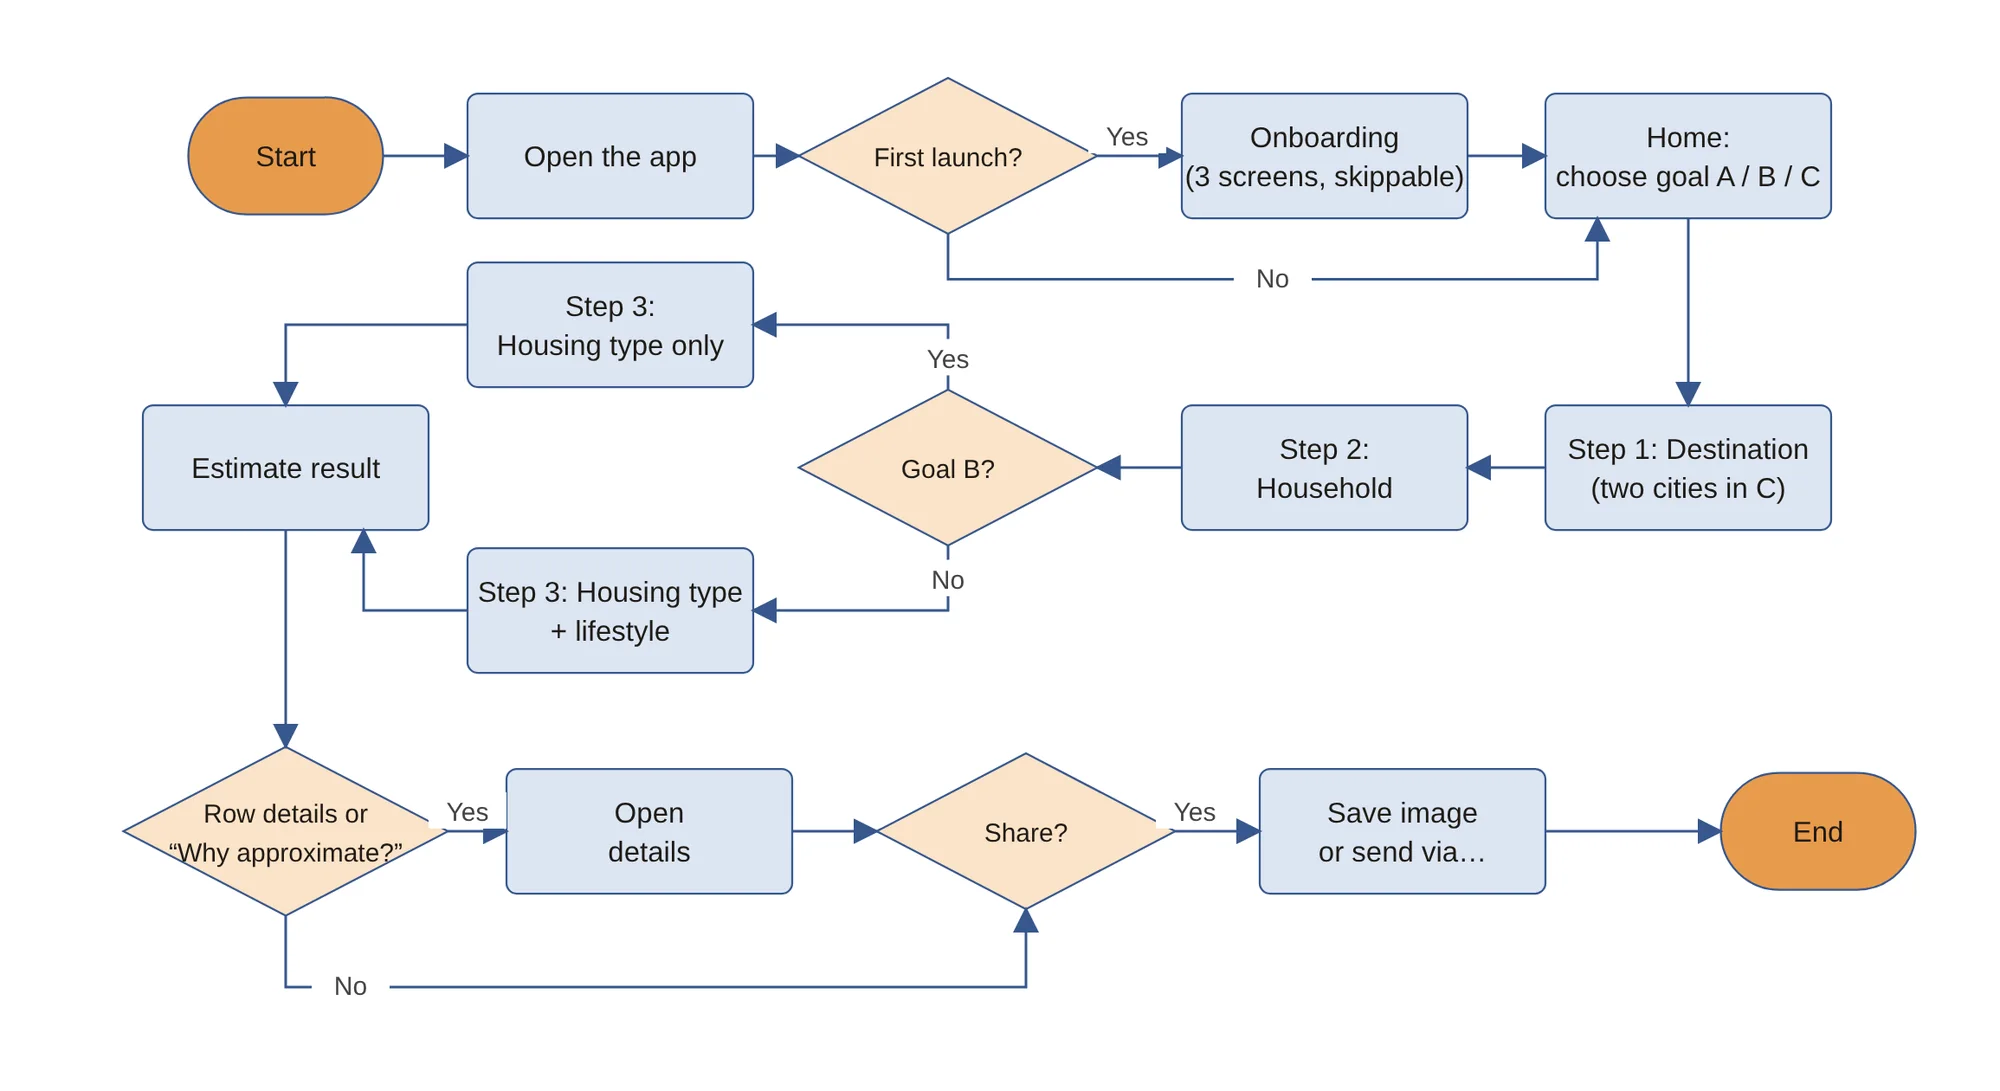 Start
Open the app
First launch?
Yes
Onboarding
(3 screens, skippable)
Home:
choose goal A / B / C
No
Step 3:
Housing type only
Yes
Estimate result
Goal B?
Step 2:
Household
Step 1: Destination
(two cities in C)
No
Step 3: Housing type
+ lifestyle
Row details or
“Why approximate?”
Yes
Open
details
Share?
Yes
Save image
or send via…
End
No